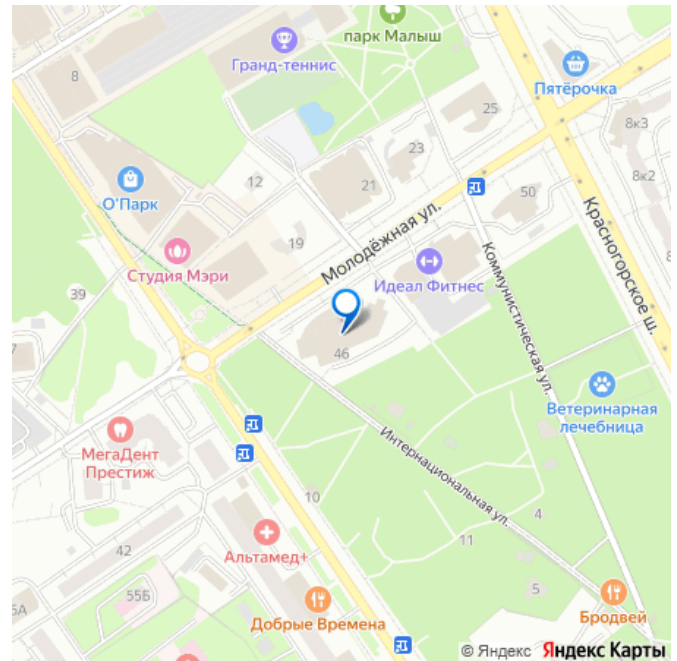 парк Малыш
Гранд-теннис
8
Пятёрочка
25
8к3
23
8к2
О'Парк
12
21
50
19
Молодёжная ул.
Красногорское ш.
Студия Мэри
Идеал Фитнес
Коммунистическая ул.
39
46
Ветеринарная
лечебница
МегаДент
Престиж
Интернациональная ул.
10
4
42
11
Альтамед+
55Б
5
Добрые Времена
Бродвей
© Яндекс Яндекс Карты